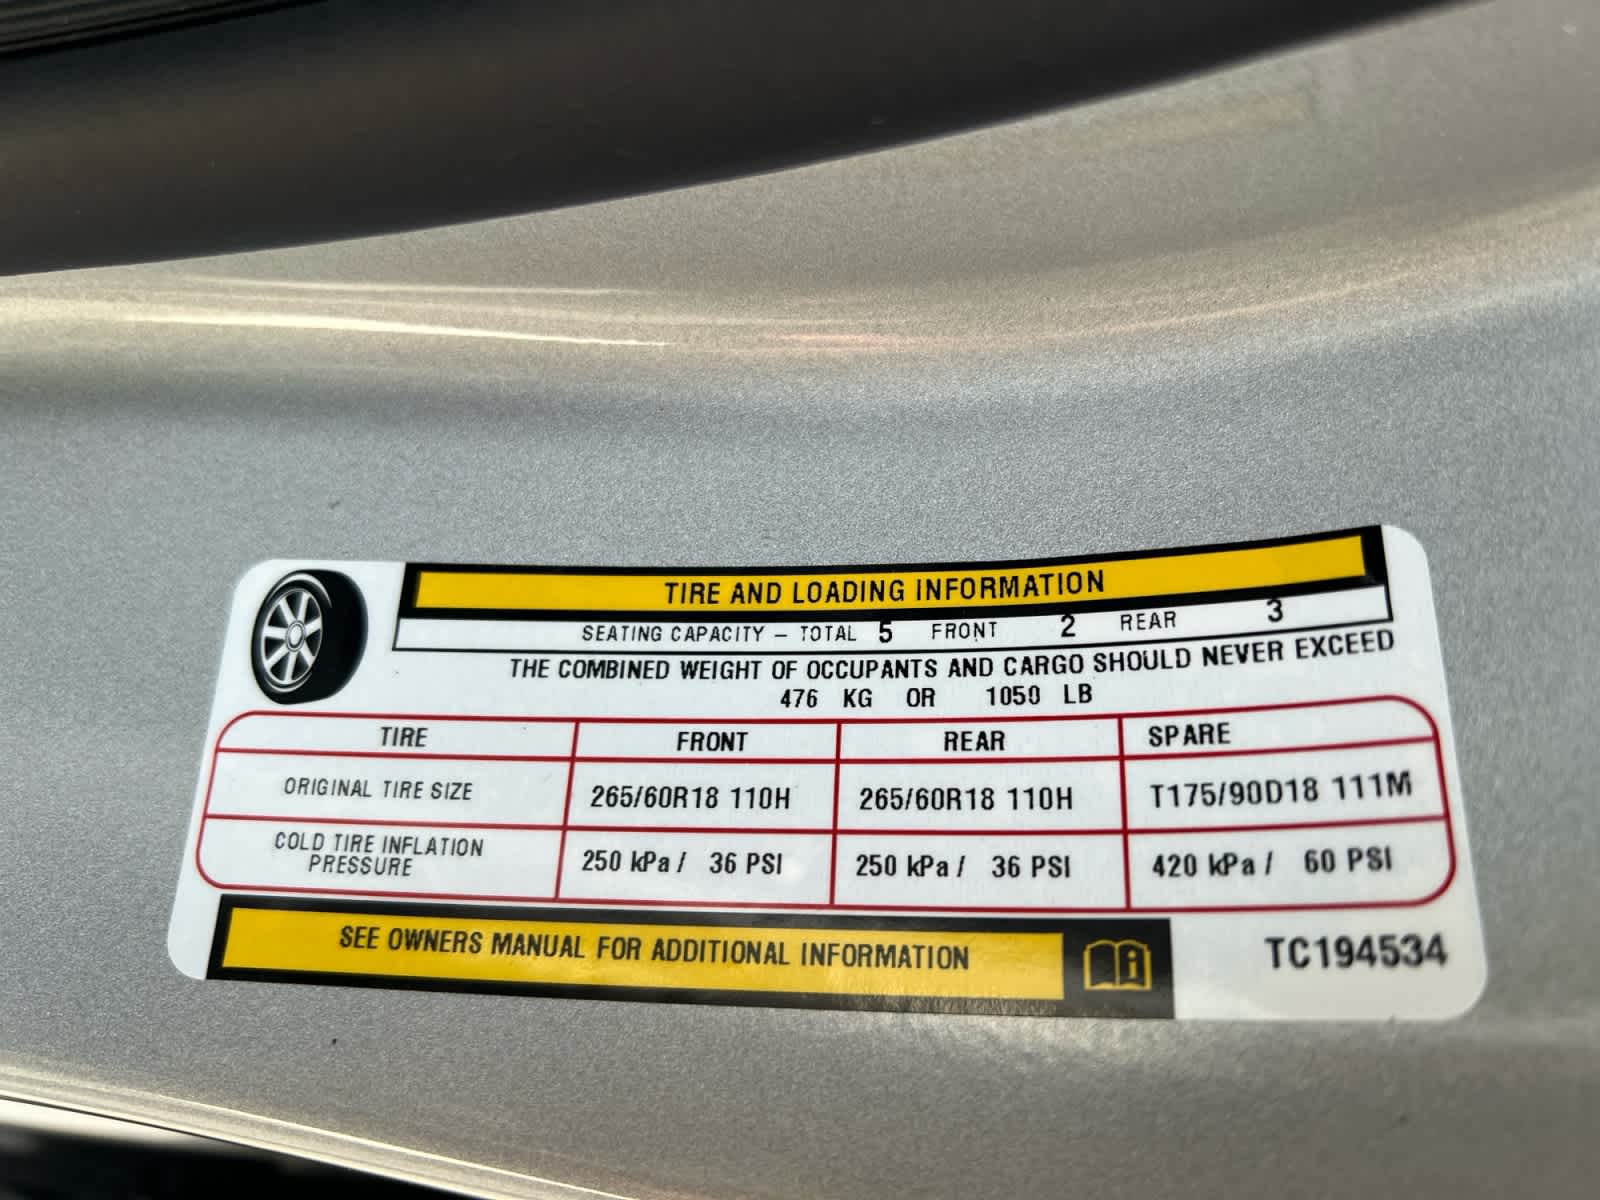 TIRE AND LOADING INFORMATION
SEATING CAPACITY – TOTAL 5 FRONT 2 REAR 3
THE COMBINED WEIGHT OF OCCUPANTS AND CARGO SHOULD NEVER EXCEED
476 KG OR 1050 LB
TIRE FRONT REAR SPARE
ORIGINAL TIRE SIZE 265/60R18 110H 265/60R18 110H T175/90D18 111M
COLD TIRE INFLATION
PRESSURE 250 kPa / 36 PSI 250 kPa / 36 PSI 420 kPa / 60 PSI
SEE OWNERS MANUAL FOR ADDITIONAL INFORMATION
TC194534